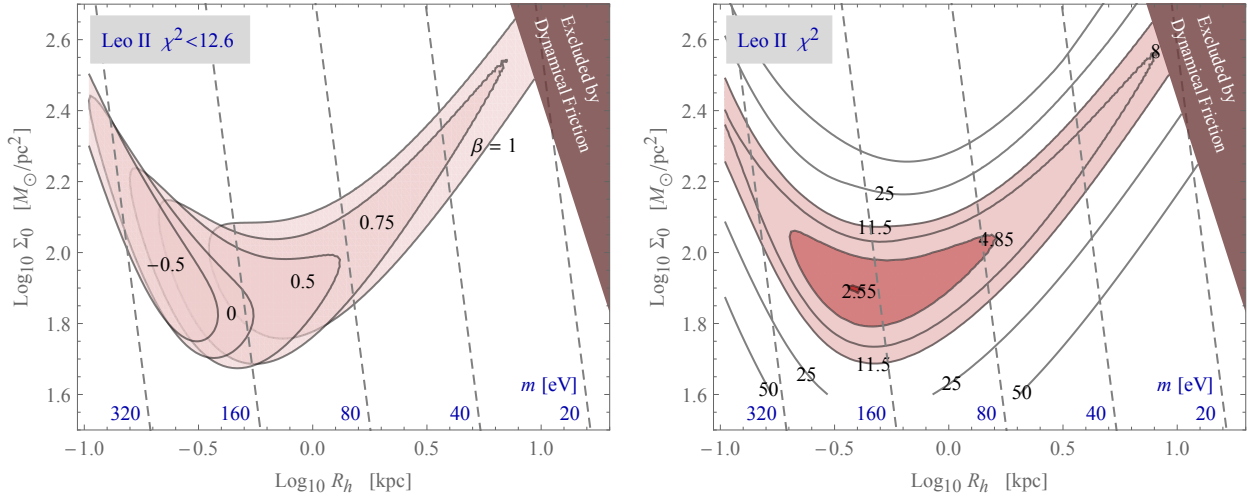 Leo II χ² < 12.6
Excluded by
Dynamical Friction
β = 1
0.75
0.5
0
−0.5
m [eV]
320 160 80 40 20
2.6
2.4
2.2
2.0
1.8
1.6
−1.0 −0.5 0.0 0.5 1.0
Log₁₀ Σ₀ [M⊙/pc²]
Log₁₀ R_h [kpc]
Leo II χ²
Excluded by
Dynamical Friction
8
25
11.5
4.85
2.55
11.5
50 25 25 50
m [eV]
320 160 80 40 20
2.6
2.4
2.2
2.0
1.8
1.6
−1.0 −0.5 0.0 0.5 1.0
Log₁₀ Σ₀ [M⊙/pc²]
Log₁₀ R_h [kpc]